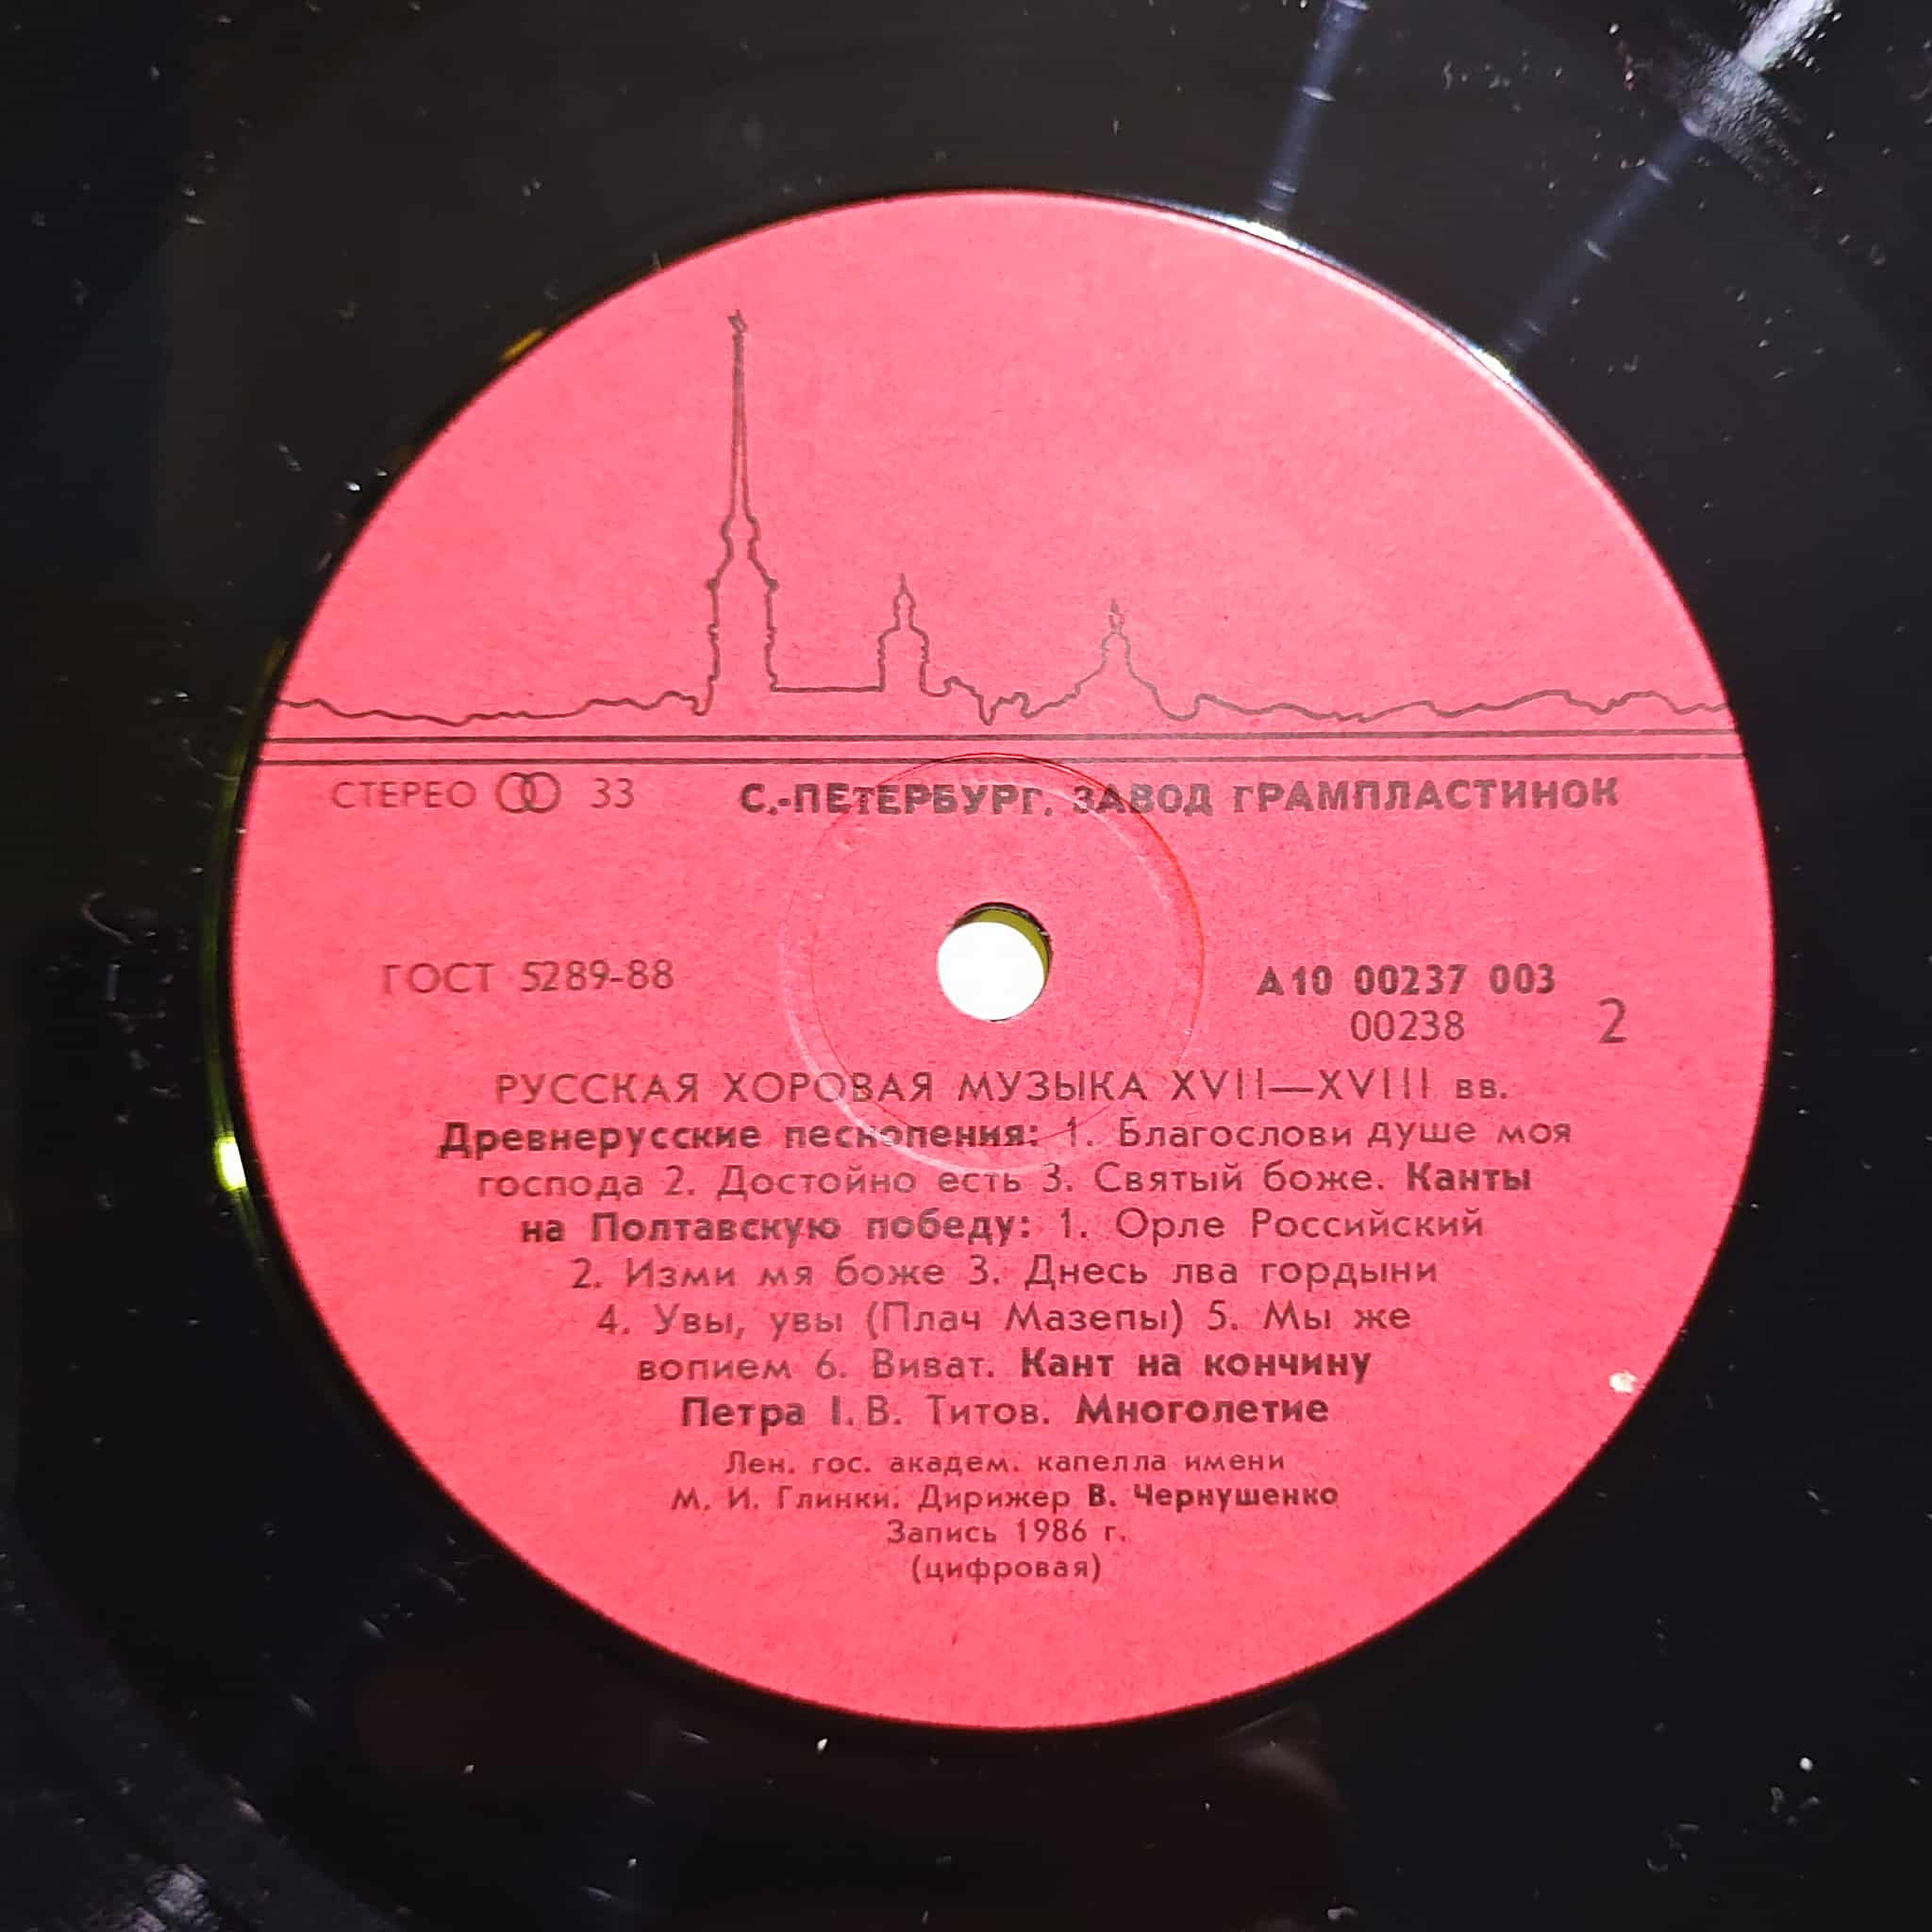 СТЕРЕО 33 С.-ПЕТЕРБУРГ. ЗАВОД ГРАМПЛАСТИНОК
ГОСТ 5289-88
А10 00237 003
00238
2
РУССКАЯ ХОРОВАЯ МУЗЫКА XVII—XVIII вв.
Древнерусские песнопения: 1. Благослови душе моя
господа 2. Достойно есть 3. Святый боже. Канты
на Полтавскую победу: 1. Орле Российский
2. Изми мя боже 3. Днесь лва гордыни
4. Увы, увы (Плач Мазепы) 5. Мы же
вопием 6. Виват. Кант на кончину
Петра I. В. Титов. Многолетие
Лен. гос. академ. капелла имени
М. И. Глинки. Дирижер В. Чернушенко
Запись 1986 г.
(цифровая)